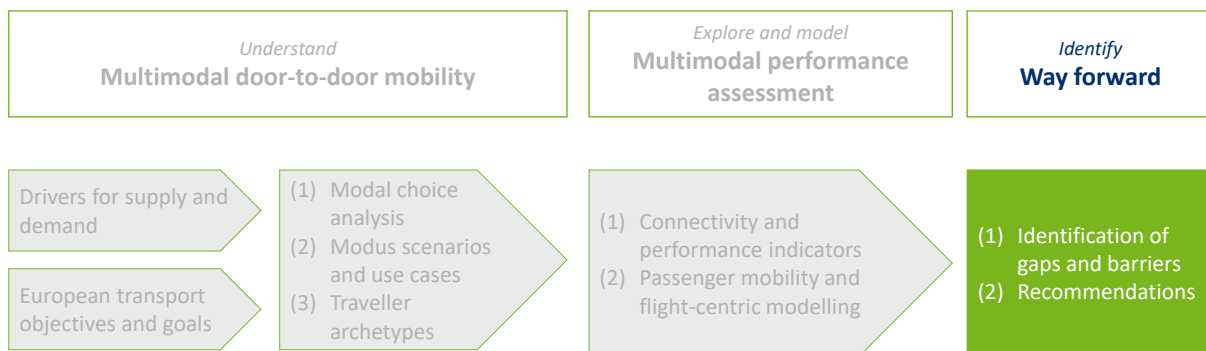 Understand
Multimodal door-to-door mobility
Explore and model
Multimodal performance
assessment
Identify
Way forward
Drivers for supply and
demand
European transport
objectives and goals
(1) Modal choice
analysis
(2) Modus scenarios
and use cases
(3) Traveller
archetypes
(1) Connectivity and
performance indicators
(2) Passenger mobility and
flight-centric modelling
(1) Identification of
gaps and barriers
(2) Recommendations